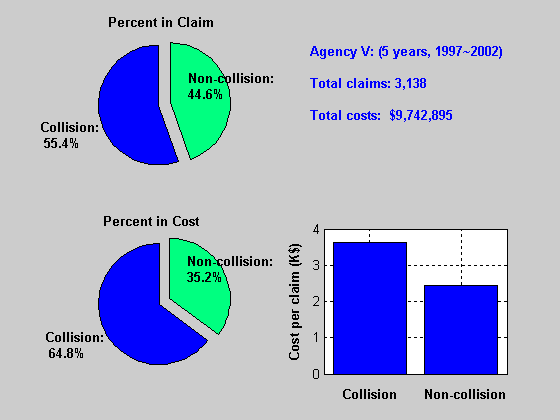 Percent in Claim
Non-collision:
44.6%
Collision:
55.4%
Agency V: (5 years, 1997~2002)
Total claims: 3,138
Total costs:  $9,742,895
Percent in Cost
Non-collision:
35.2%
Collision:
64.8%
Cost per claim (K$)
4
3
2
1
0
Collision
Non-collision